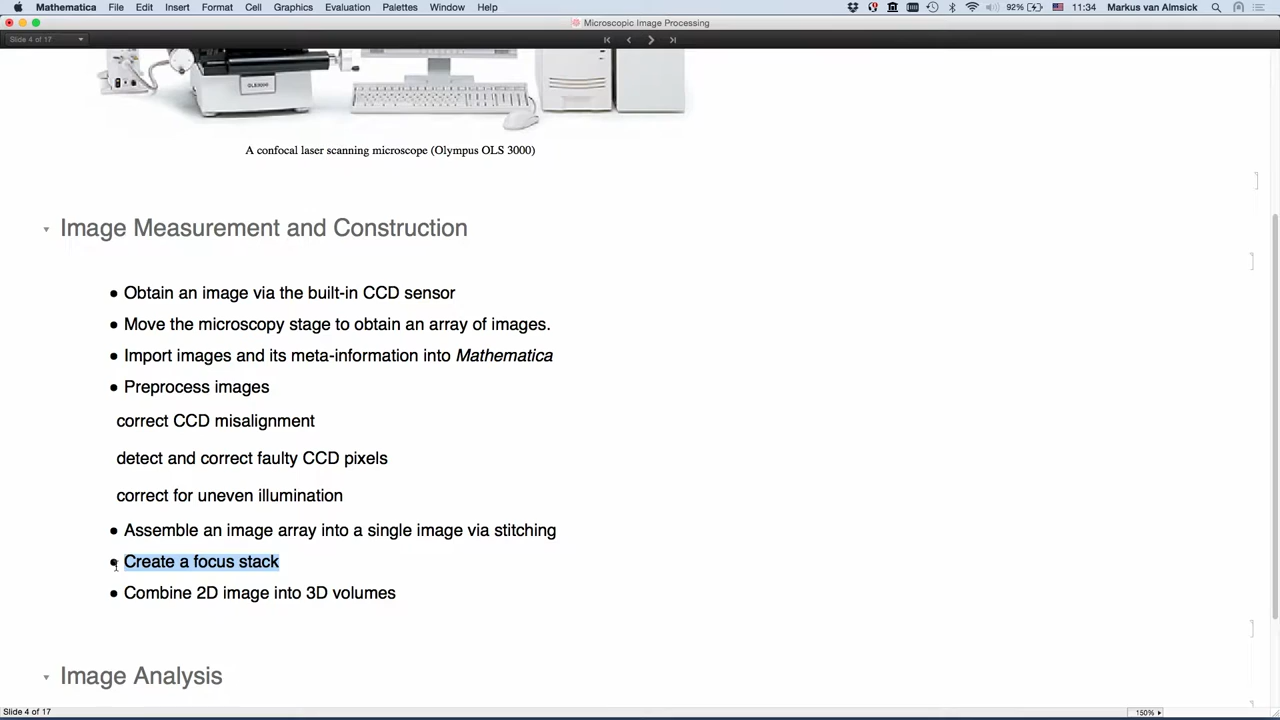 Mathematica File Edit Insert Format Cell Graphics Evaluation Palettes Window Help 92% 11:34 Markus van Almsick
Microscopic Image Processing
Slide 4 of 17
OLS3000
A confocal laser scanning microscope (Olympus OLS 3000)
Image Measurement and Construction
• Obtain an image via the built-in CCD sensor
• Move the microscopy stage to obtain an array of images.
• Import images and its meta-information into Mathematica
• Preprocess images
correct CCD misalignment
detect and correct faulty CCD pixels
correct for uneven illumination
• Assemble an image array into a single image via stitching
• Create a focus stack
• Combine 2D image into 3D volumes
Image Analysis
Slide 4 of 17
150%